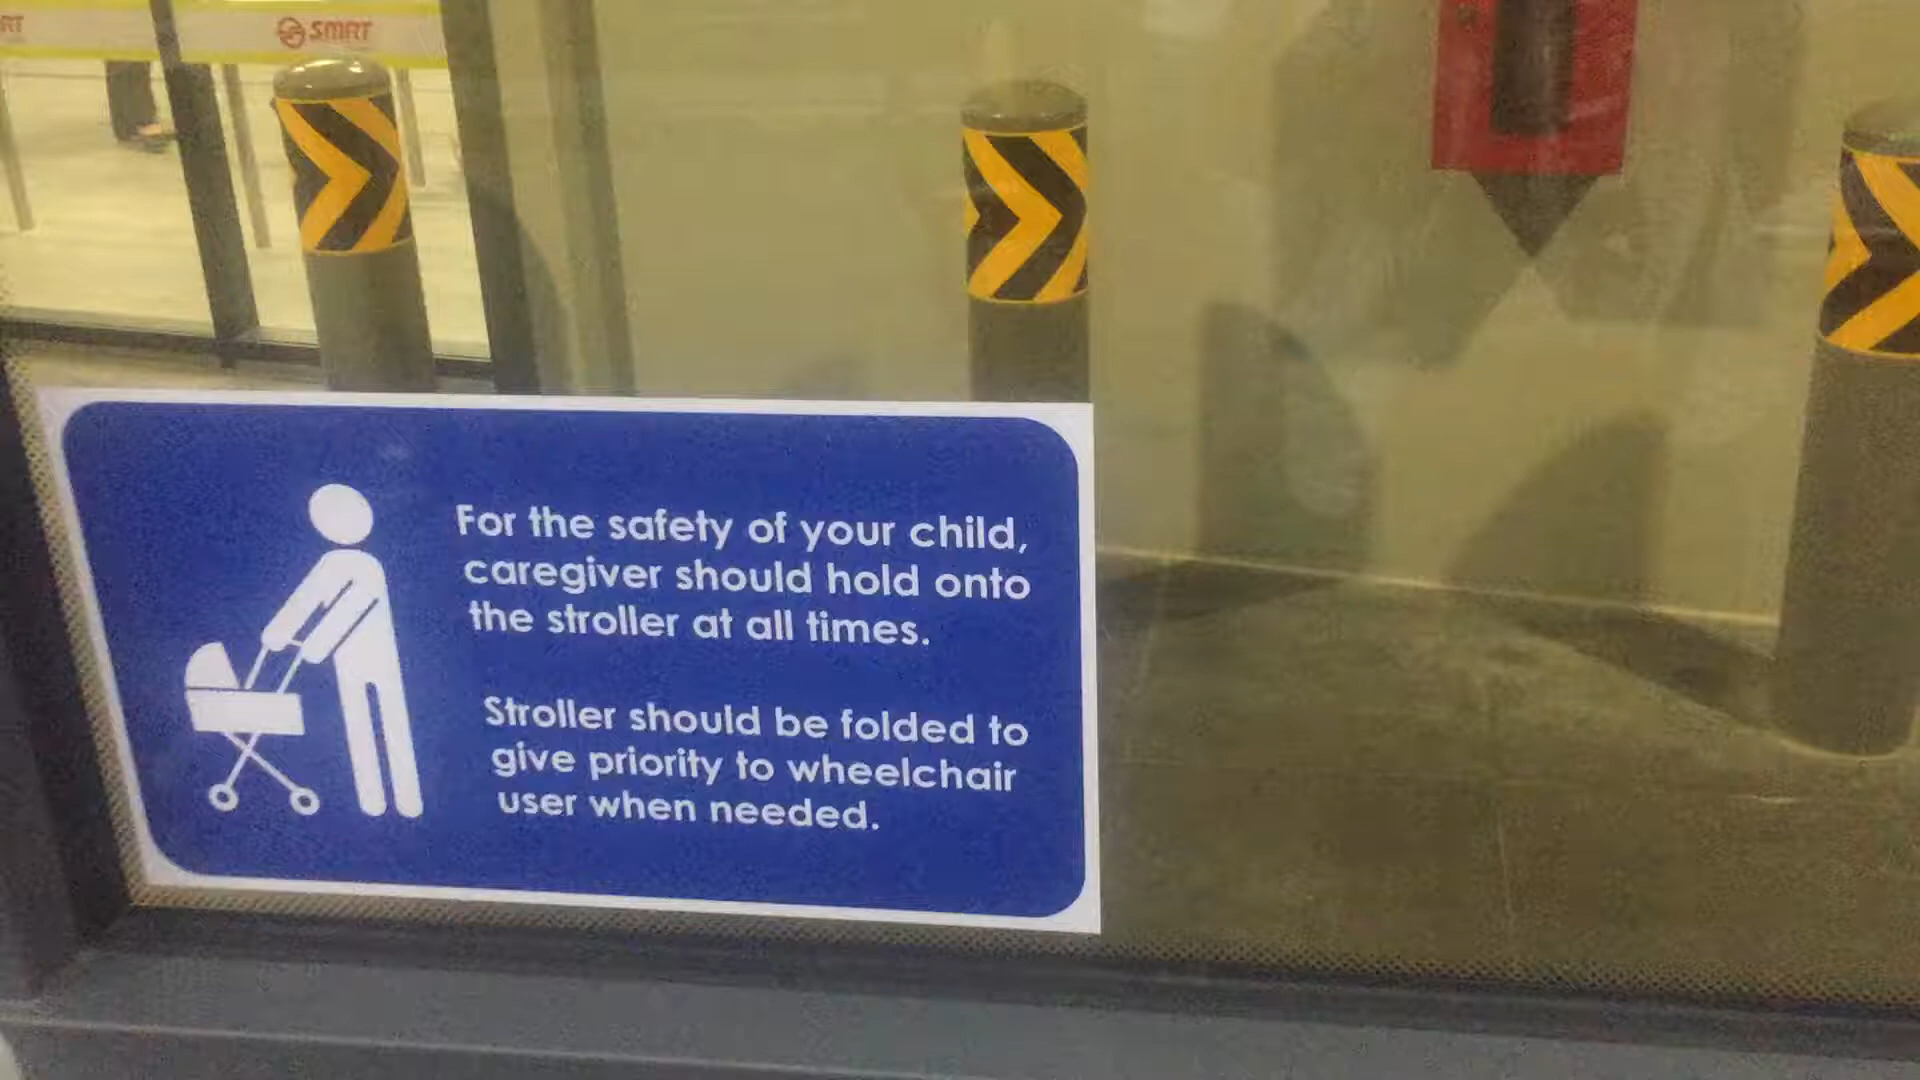 SMRT
For the safety of your child,
caregiver should hold onto
the stroller at all times.
Stroller should be folded to
give priority to wheelchair
user when needed.